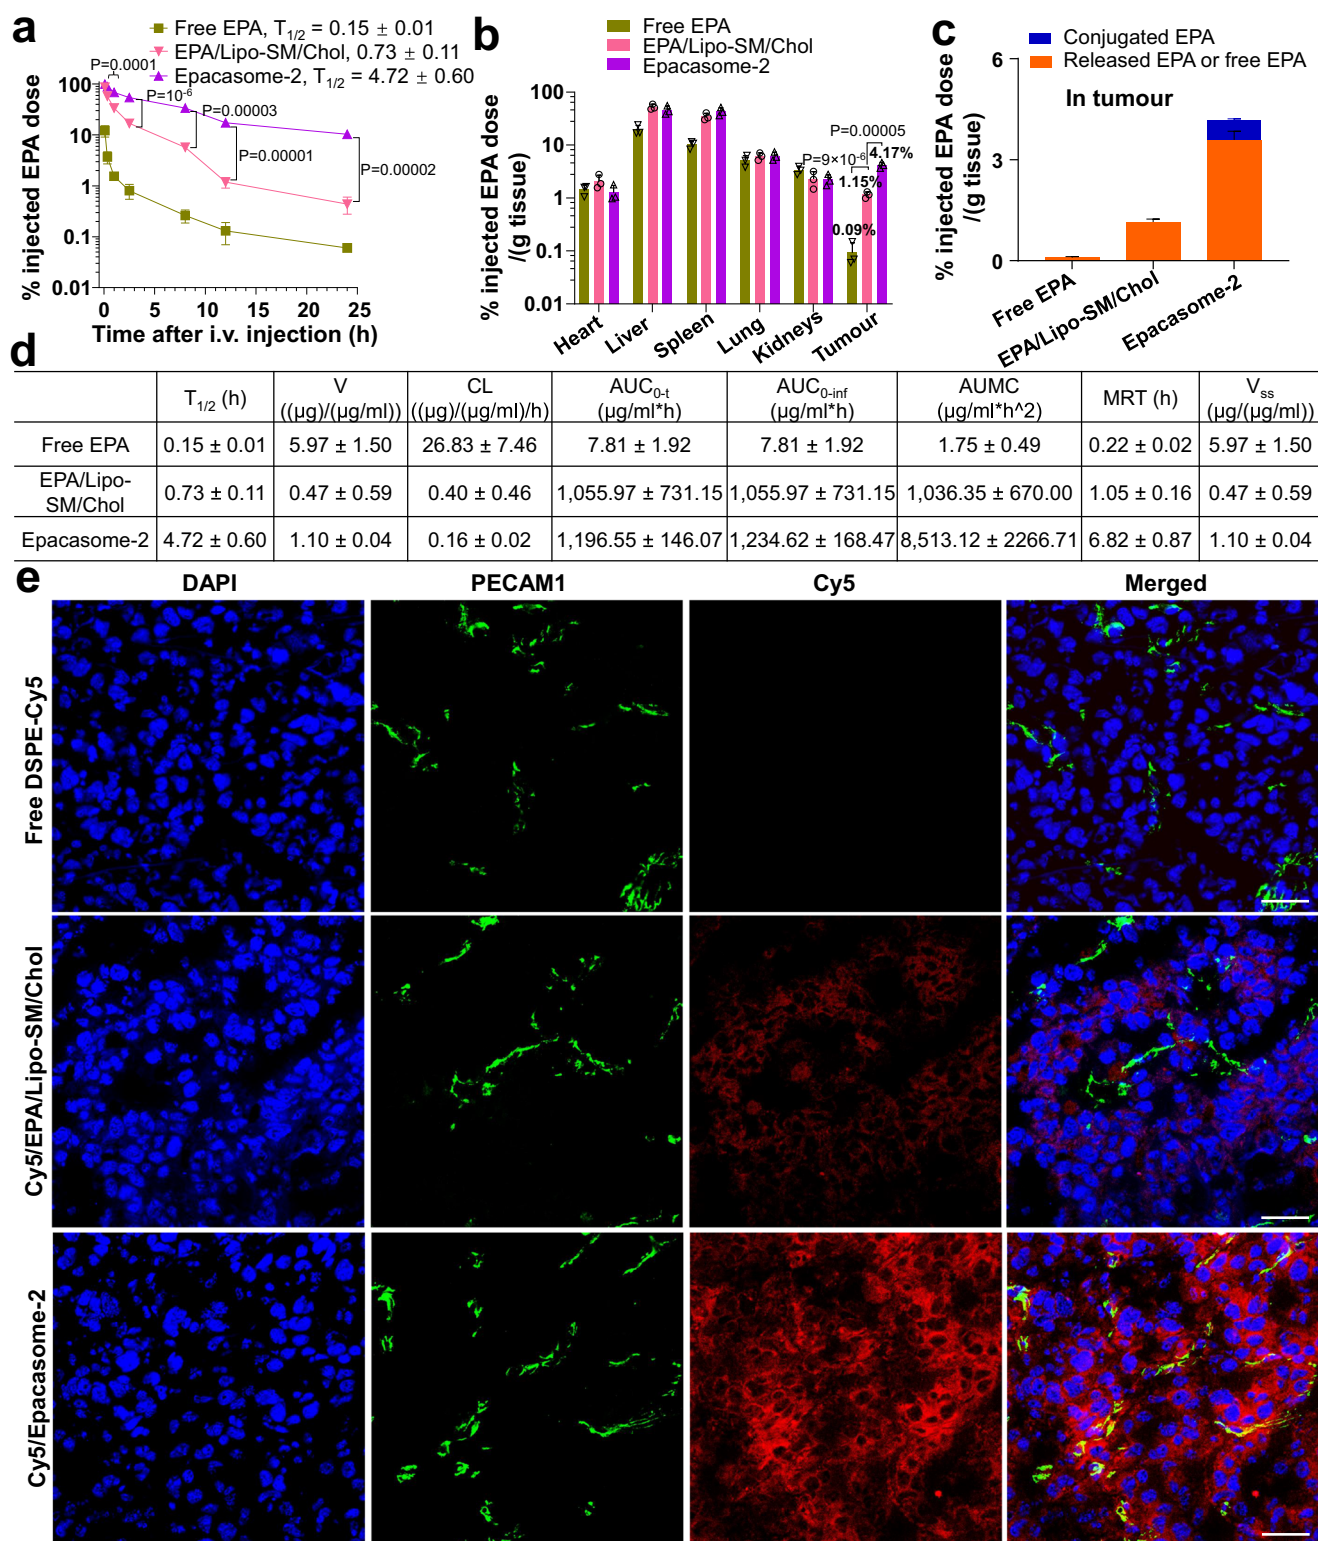 a
Free EPA, T1/2 = 0.15 ± 0.01
EPA/Lipo-SM/Chol, 0.73 ± 0.11
Epacasome-2, T1/2 = 4.72 ± 0.60
P=0.0001
P=10-6
P=0.00003
P=0.00001
P=0.00002
% injected EPA dose
100
10
1
0.1
0.01
0 5 10 15 20 25
Time after i.v. injection (h)
b
Free EPA
EPA/Lipo-SM/Chol
Epacasome-2
% injected EPA dose
/(g tissue)
100
10
1
0.1
0.01
P=0.00005
P=9×10-6
4.17%
1.15%
0.09%
Heart Liver Spleen Lung Kidneys Tumour
c
Conjugated EPA
Released EPA or free EPA
In tumour
% injected EPA dose
/(g tissue)
6
3
0
Free EPA EPA/Lipo-SM/Chol Epacasome-2
d
T1/2 (h) V ((µg)/(µg/ml)) CL ((µg)/(µg/ml)/h) AUC0-t (µg/ml*h) AUC0-inf (µg/ml*h) AUMC (µg/ml*h^2) MRT (h) Vss (µg/(µg/ml))
Free EPA 0.15 ± 0.01 5.97 ± 1.50 26.83 ± 7.46 7.81 ± 1.92 7.81 ± 1.92 1.75 ± 0.49 0.22 ± 0.02 5.97 ± 1.50
EPA/Lipo-SM/Chol 0.73 ± 0.11 0.47 ± 0.59 0.40 ± 0.46 1,055.97 ± 731.15 1,055.97 ± 731.15 1,036.35 ± 670.00 1.05 ± 0.16 0.47 ± 0.59
Epacasome-2 4.72 ± 0.60 1.10 ± 0.04 0.16 ± 0.02 1,196.55 ± 146.07 1,234.62 ± 168.47 8,513.12 ± 2266.71 6.82 ± 0.87 1.10 ± 0.04
e
DAPI PECAM1 Cy5 Merged
Free DSPE-Cy5
Cy5/EPA/Lipo-SM/Chol
Cy5/Epacasome-2